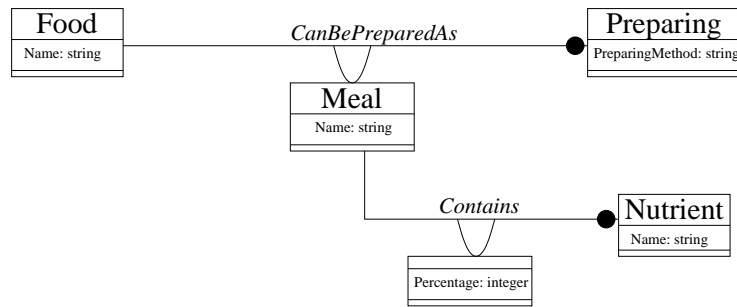 Food
Name: string
CanBePreparedAs
Preparing
PreparingMethod: string
Meal
Name: string
Contains
Nutrient
Name: string
Percentage: integer